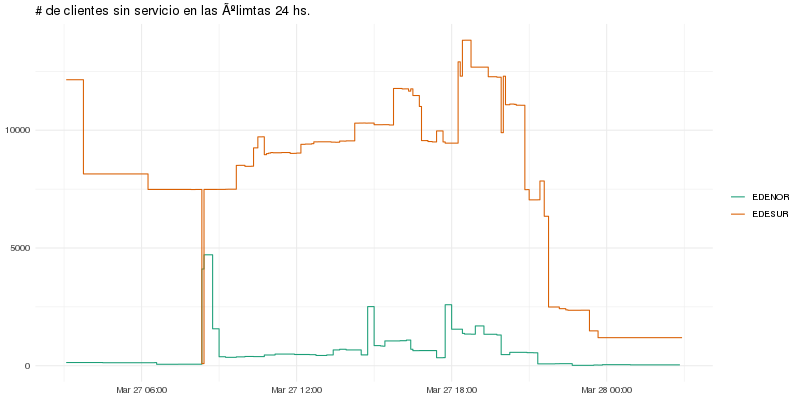 # de clientes sin servicio en las Ãºlimtas 24 hs.
10000
5000
0
Mar 27 06:00
Mar 27 12:00
Mar 27 18:00
Mar 28 00:00
EDENOR
EDESUR